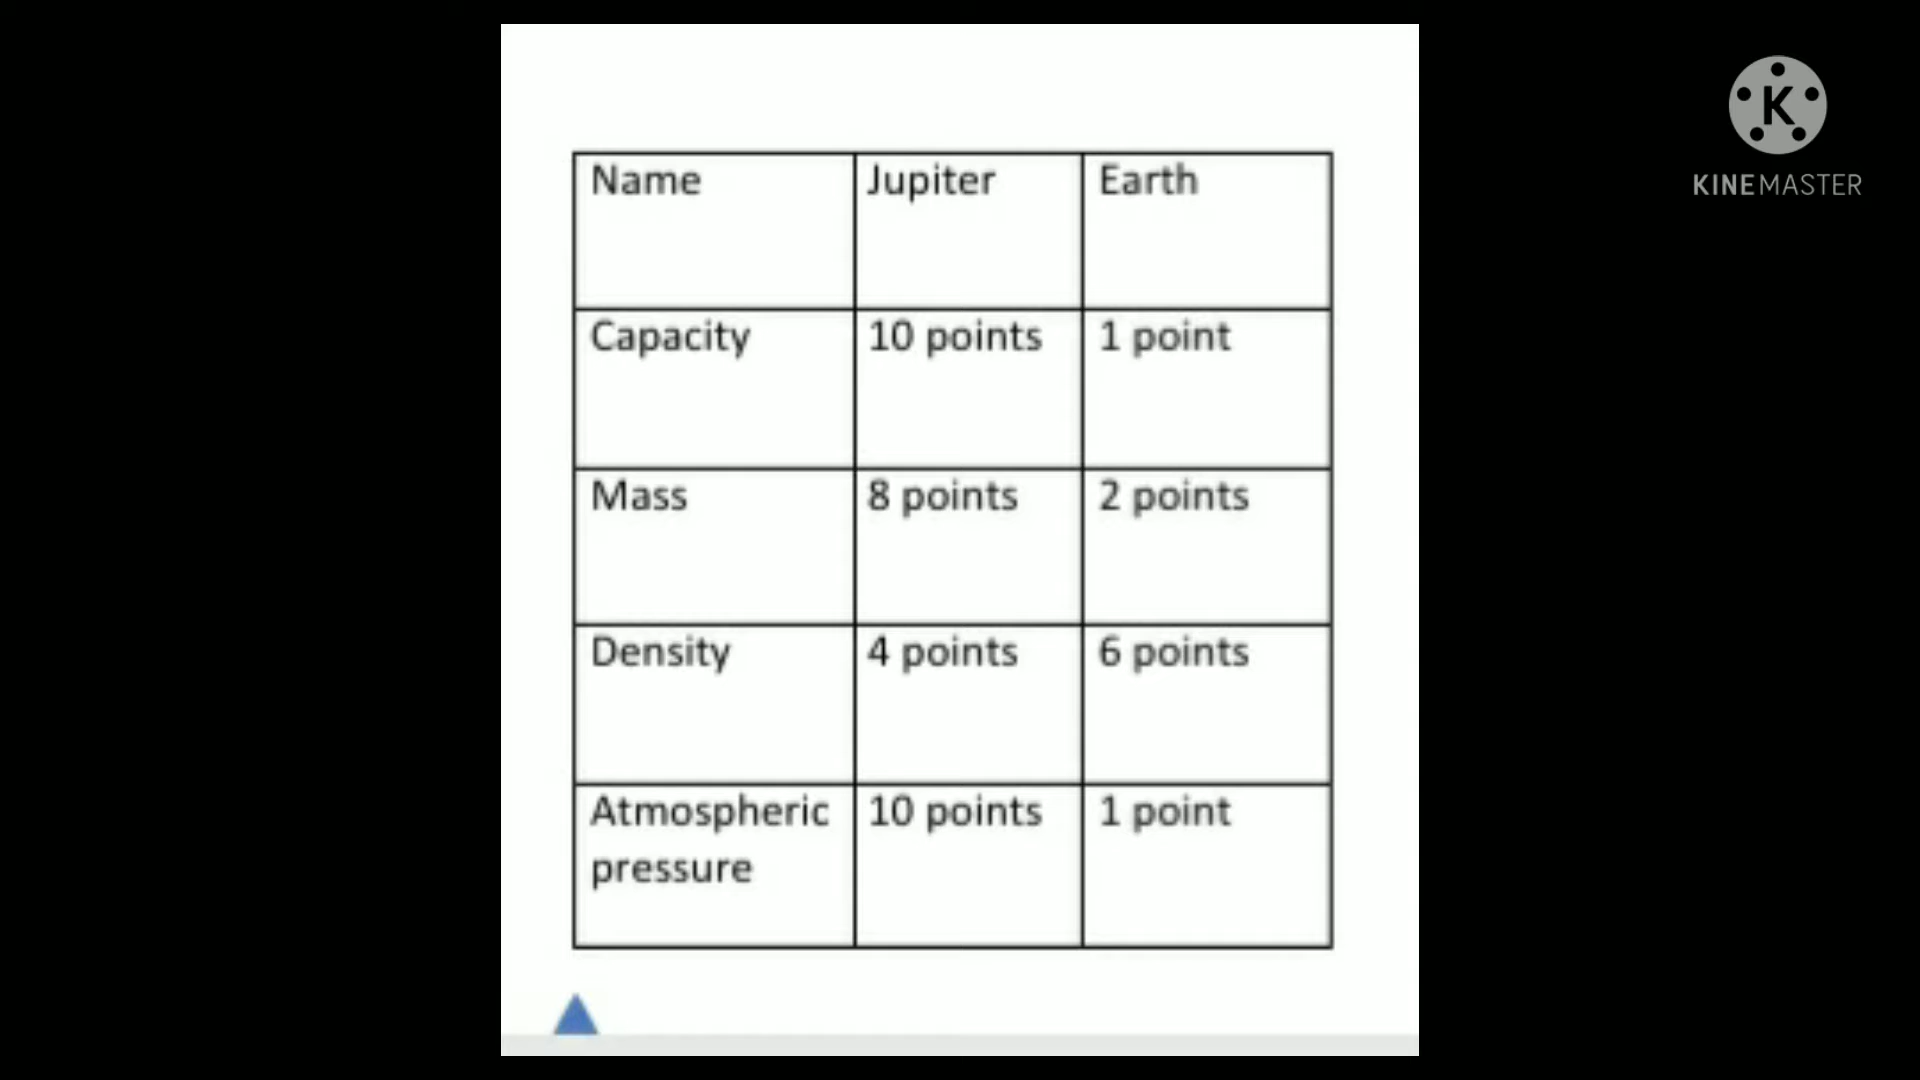 Name Jupiter Earth
Capacity 10 points 1 point
Mass 8 points 2 points
Density 4 points 6 points
Atmospheric 10 points 1 point
pressure
K
KINEMASTER